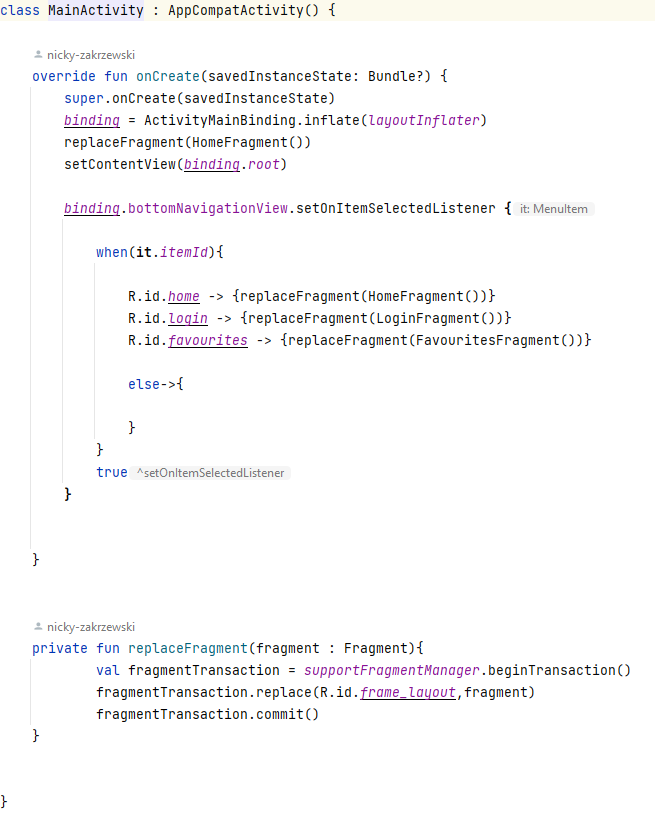 class MainActivity : AppCompatActivity() {
nicky-zakrzewski
override fun onCreate(savedInstanceState: Bundle?) {
super.onCreate(savedInstanceState)
binding = ActivityMainBinding.inflate(layoutInflater)
replaceFragment(HomeFragment())
setContentView(binding.root)
binding.bottomNavigationView.setOnItemSelectedListener { it: MenuItem
when(it.itemId){
R.id.home -> {replaceFragment(HomeFragment())}
R.id.login -> {replaceFragment(LoginFragment())}
R.id.favourites -> {replaceFragment(FavouritesFragment())}
else->{
}
}
true ^setOnItemSelectedListener
}
}
nicky-zakrzewski
private fun replaceFragment(fragment : Fragment){
val fragmentTransaction = supportFragmentManager.beginTransaction()
fragmentTransaction.replace(R.id.frame_layout,fragment)
fragmentTransaction.commit()
}
}